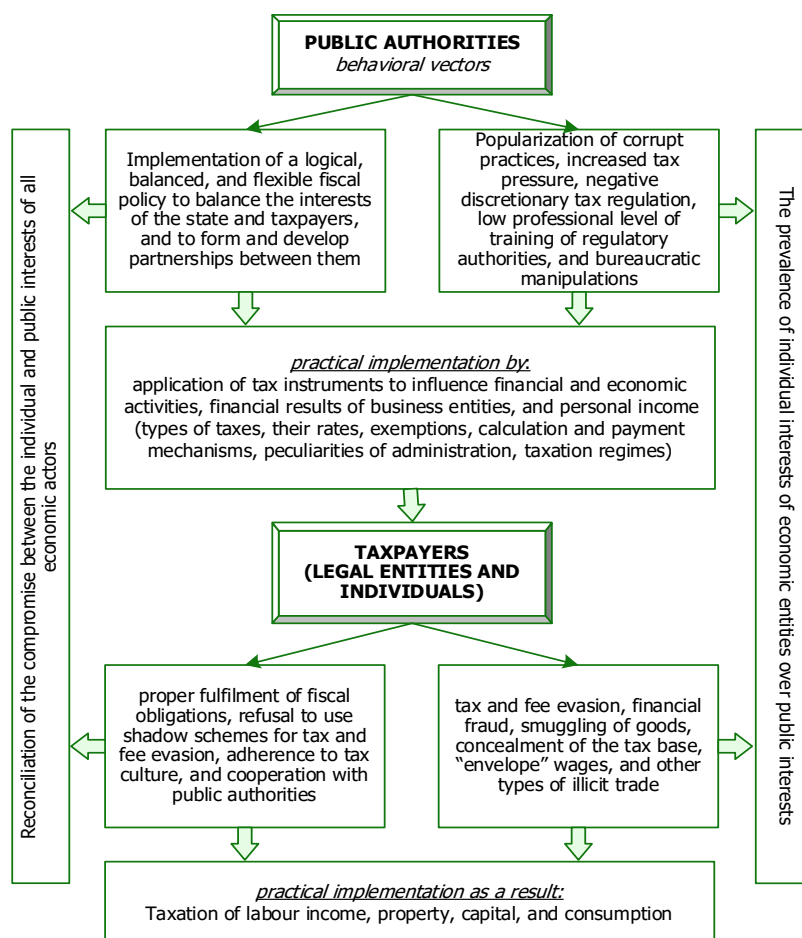 PUBLIC AUTHORITIES
behavioral vectors
Implementation of a logical,
balanced, and flexible fiscal
policy to balance the interests
of the state and taxpayers,
and to form and develop
partnerships between them
Popularization of corrupt
practices, increased tax
pressure, negative
discretionary tax regulation,
low professional level of
training of regulatory
authorities, and bureaucratic
manipulations
Reconciliation of the compromise between the individual and public interests of all
economic actors
The prevalence of individual interests of economic entities over public interests
practical implementation by:
application of tax instruments to influence financial and economic
activities, financial results of business entities, and personal income
(types of taxes, their rates, exemptions, calculation and payment
mechanisms, peculiarities of administration, taxation regimes)
TAXPAYERS
(LEGAL ENTITIES AND
INDIVIDUALS)
proper fulfilment of fiscal
obligations, refusal to use
shadow schemes for tax and
fee evasion, adherence to tax
culture, and cooperation with
public authorities
tax and fee evasion, financial
fraud, smuggling of goods,
concealment of the tax base,
“envelope” wages, and other
types of illicit trade
practical implementation as a result:
Taxation of labour income, property, capital, and consumption